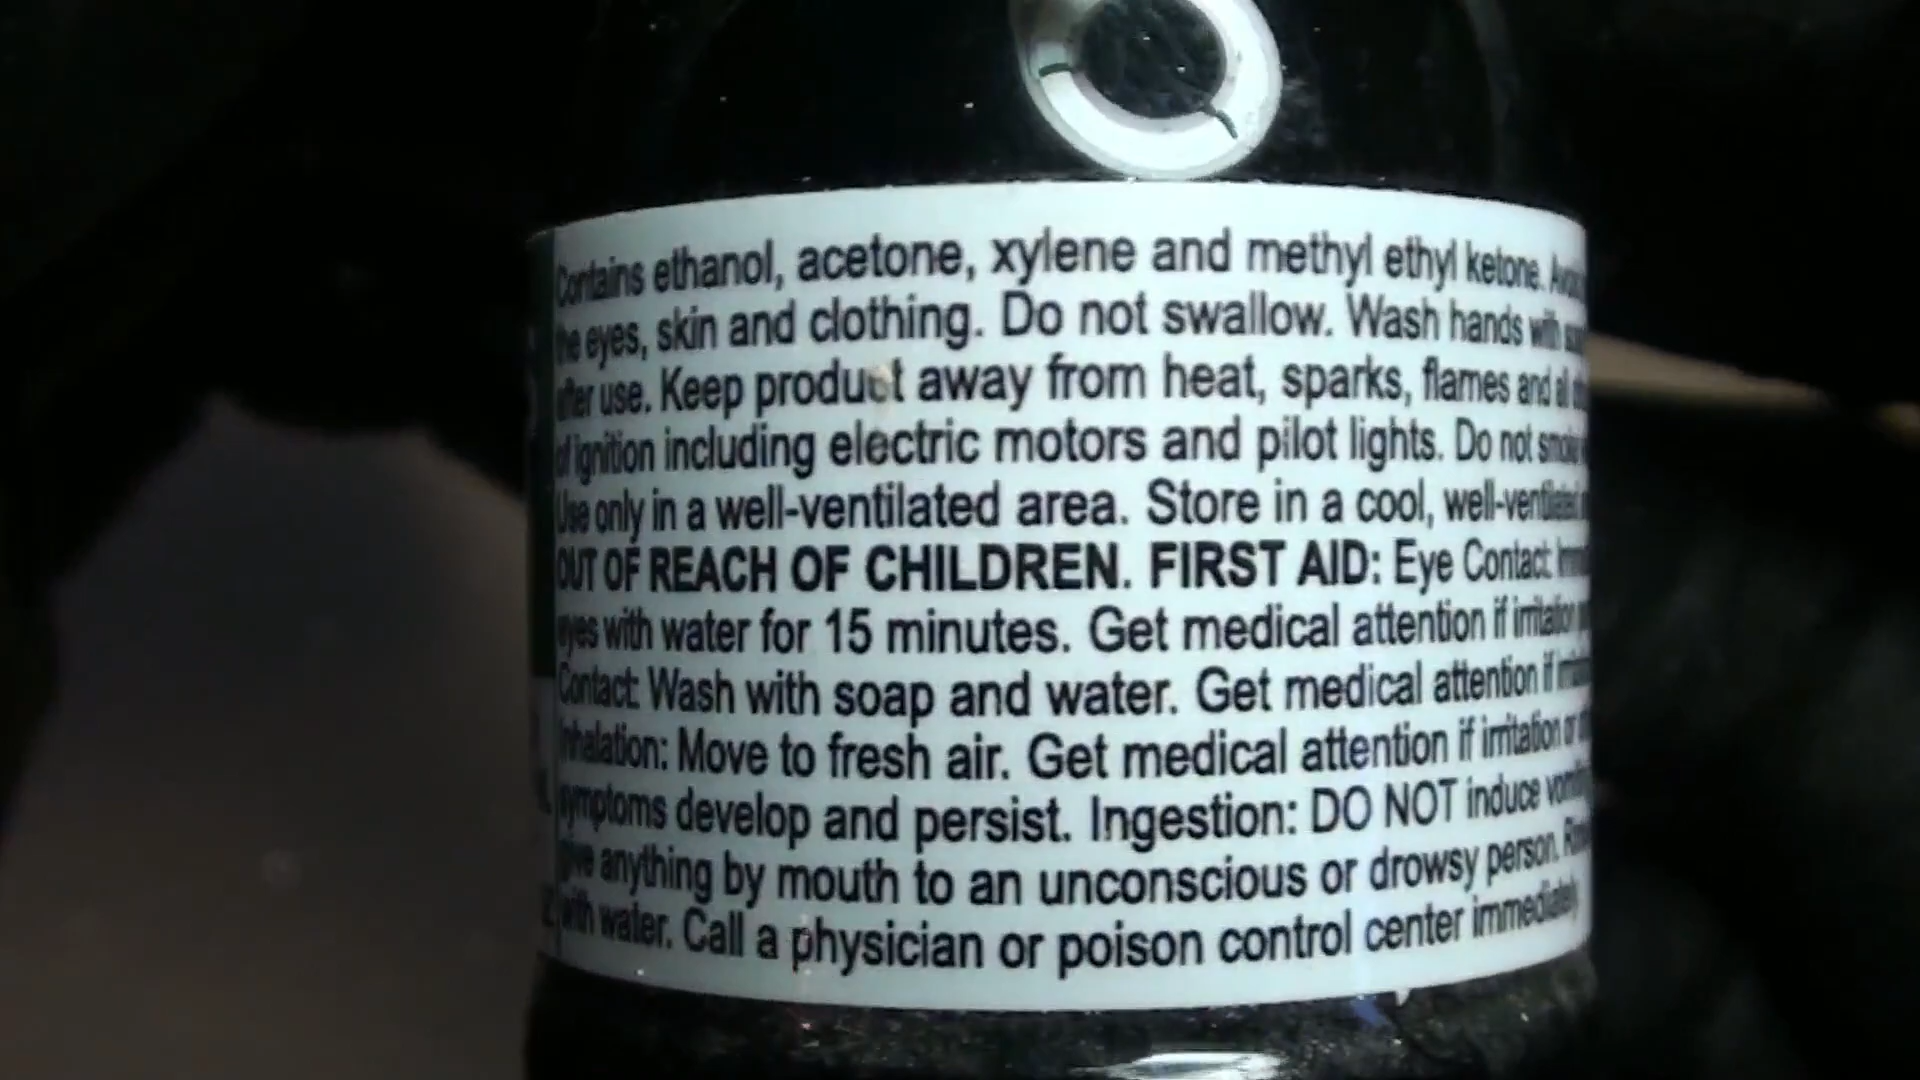 Contains ethanol, acetone, xylene and methyl ethyl ketone. Avoid
the eyes, skin and clothing. Do not swallow. Wash hands with
after use. Keep product away from heat, sparks, flames and all
of ignition including electric motors and pilot lights. Do not smoke
Use only in a well-ventilated area. Store in a cool, well-ventilated
OUT OF REACH OF CHILDREN. FIRST AID: Eye Contact:
eyes with water for 15 minutes. Get medical attention if irritation
Contact: Wash with soap and water. Get medical attention if
Inhalation: Move to fresh air. Get medical attention if irritation or
symptoms develop and persist. Ingestion: DO NOT induce
give anything by mouth to an unconscious or drowsy person.
with water. Call a physician or poison control center immediately